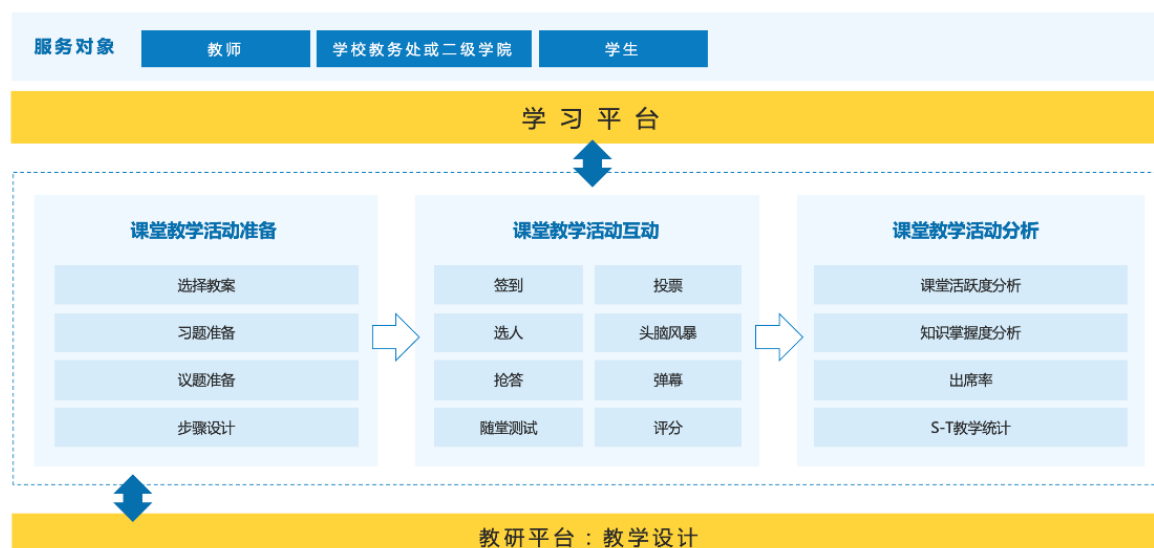 服务对象 教师 学校教务处或二级学院 学生
学习平台
课堂教学活动准备
选择教案
习题准备
议题准备
步骤设计
课堂教学活动互动
签到 投票
选人 头脑风暴
抢答 弹幕
随堂测试 评分
课堂教学活动分析
课堂活跃度分析
知识掌握度分析
出席率
S-T教学统计
教研平台：教学设计